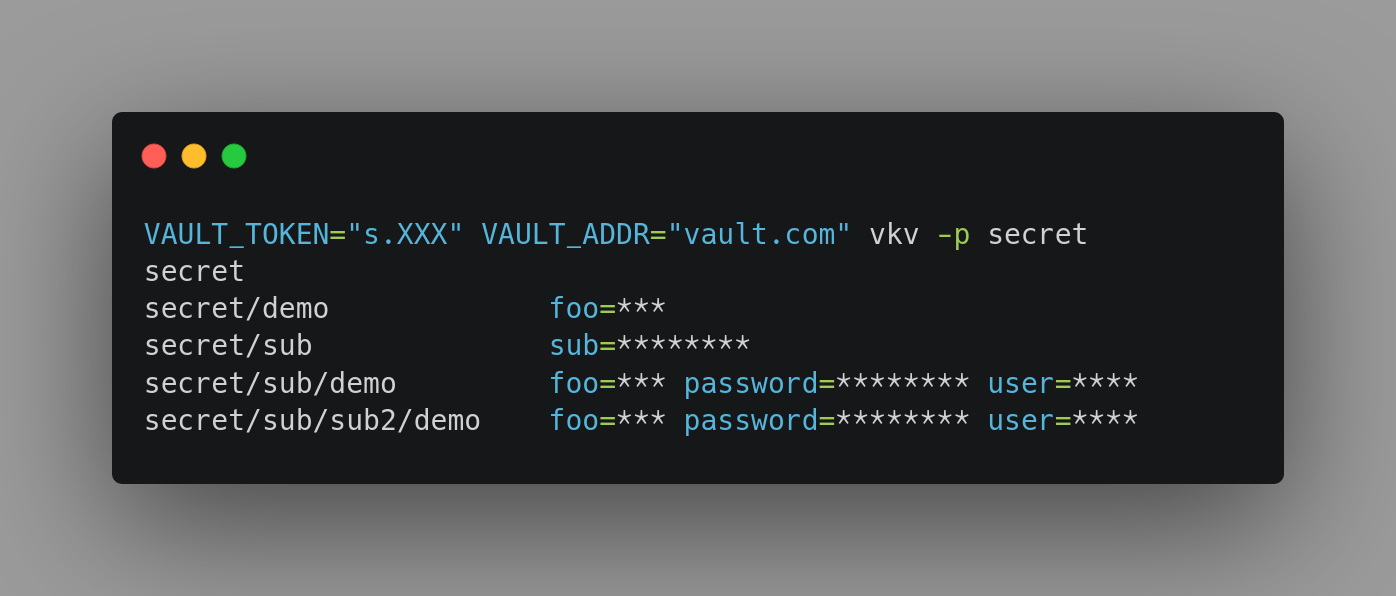 VAULT_TOKEN="s.XXX" VAULT_ADDR="vault.com" vkv -p secret
secret
secret/demo foo=***
secret/sub sub=********
secret/sub/demo foo=*** password=******** user=****
secret/sub/sub2/demo foo=*** password=******** user=****